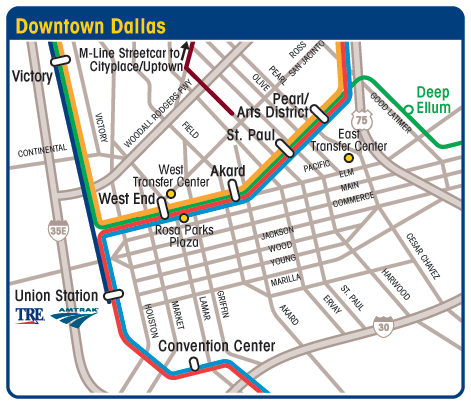 Downtown Dallas
M-Line Streetcar to
Cityplace/Uptown
Victory
ROSS
SAN JACINTO
PEARL
OLIVE
WOODALL RODGERS FWY
VICTORY
FIELD
CONTINENTAL
Pearl/
Arts District
GOOD LATIMER
Deep
Ellum
75
St. Paul
East
Transfer Center
West
Transfer Center
Akard
PACIFIC
ELM
MAIN
COMMERCE
West End
Rosa Parks
Plaza
35E
JACKSON
WOOD
YOUNG
MARILLA
CESAR CHAVEZ
HARWOOD
ST. PAUL
ERVAY
AKARD
Union Station
TRE
AMTRAK
HOUSTON
MARKET
LAMAR
GRIFFIN
30
Convention Center